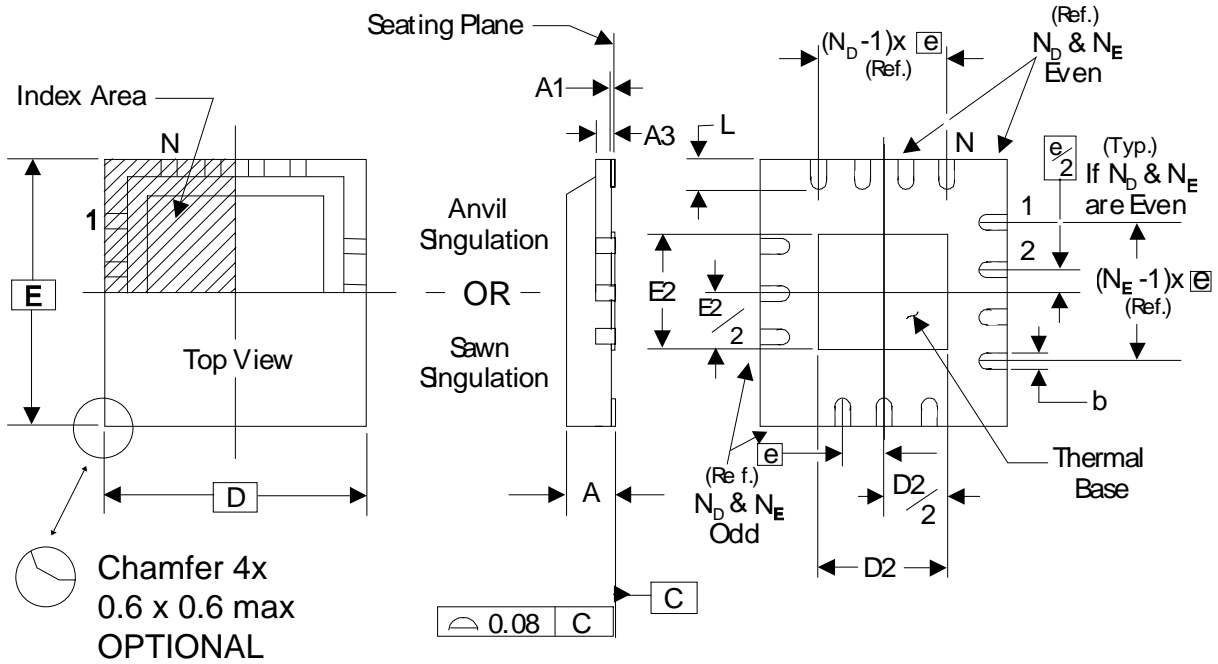 Seating Plane
(Ref.)
N_D & N_E
Even
(N_D -1)x e
(Ref.)
Index Area
A1
A3
L
N
N
e/2
(Typ.)
If N_D & N_E
are Even
1
Anvil
Singulation
1
2
(N_E -1)x e
(Ref.)
E
OR
E2
E2/2
Top View
Sawn
Singulation
b
e
Thermal
Base
(Ref.)
N_D & N_E
Odd
D
A
D2/2
D2
Chamfer 4x
0.6 x 0.6 max
OPTIONAL
C
0.08 C